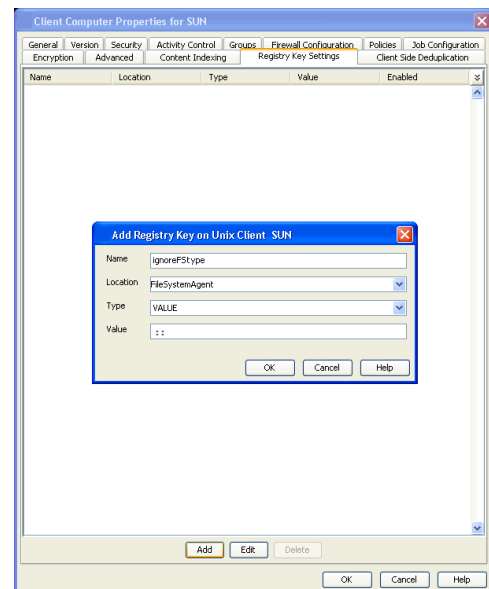 Client Computer Properties for SUN
General Version Security Activity Control Groups Firewall Configuration Policies Job Configuration
Encryption Advanced Content Indexing Registry Key Settings Client Side Deduplication
Name Location Type Value Enabled
Add Registry Key on Unix Client SUN
Name ignoreFStype
Location FileSystemAgent
Type VALUE
Value ::
OK Cancel Help
Add Edit Delete
OK Cancel Help